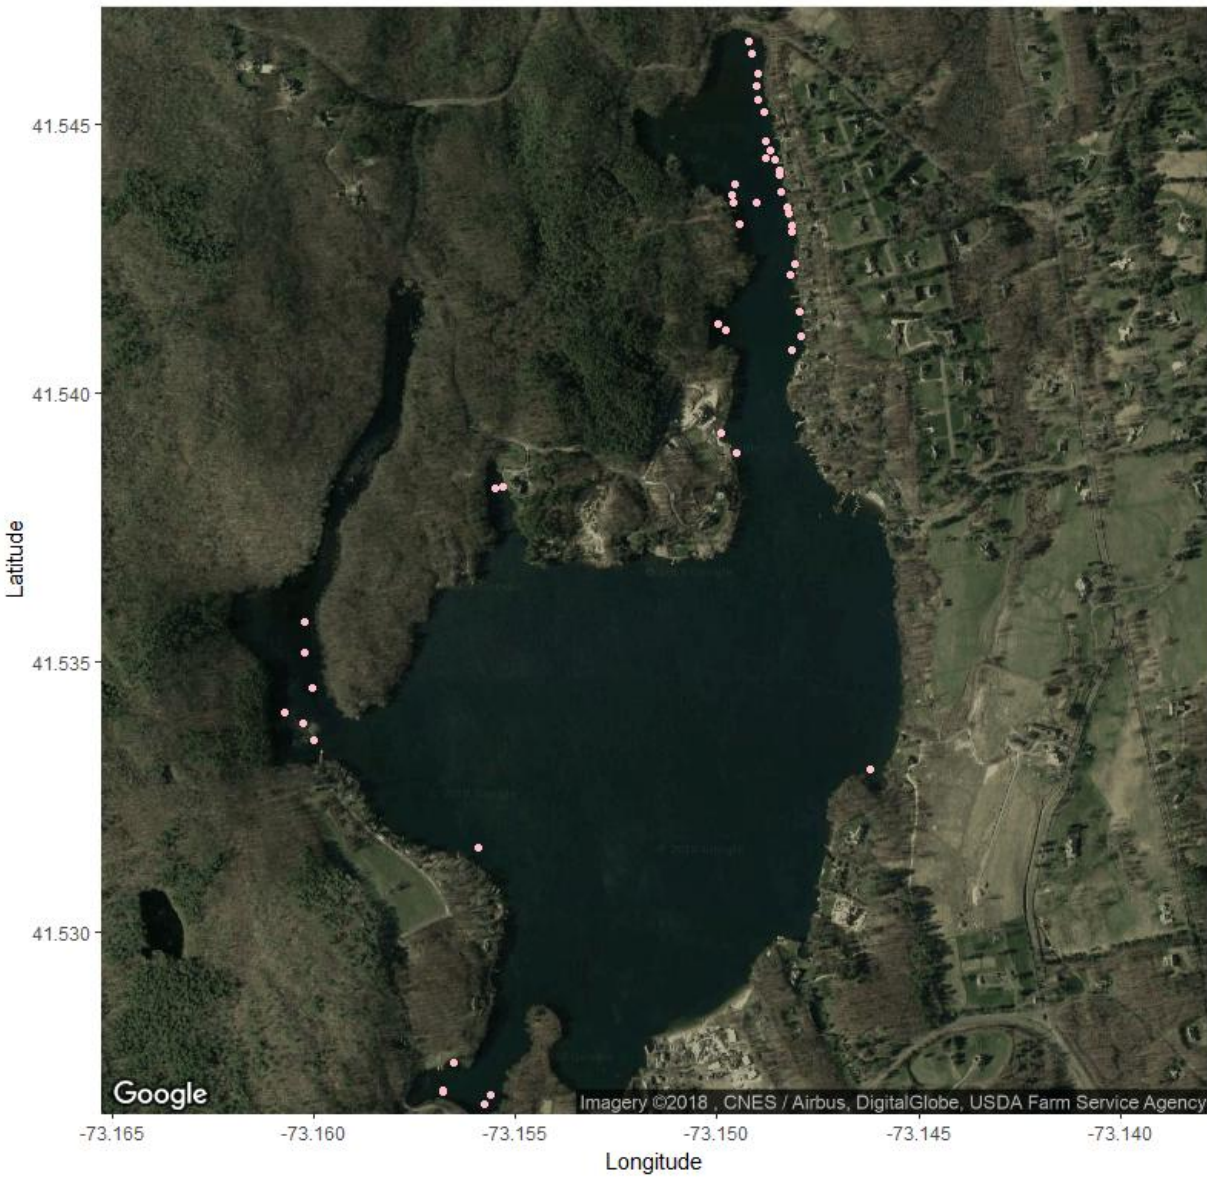 41.545
41.540
41.535
41.530
Latitude
Google
Imagery ©2018 , CNES / Airbus, DigitalGlobe, USDA Farm Service Agency
-73.165 -73.160 -73.155 -73.150 -73.145 -73.140
Longitude